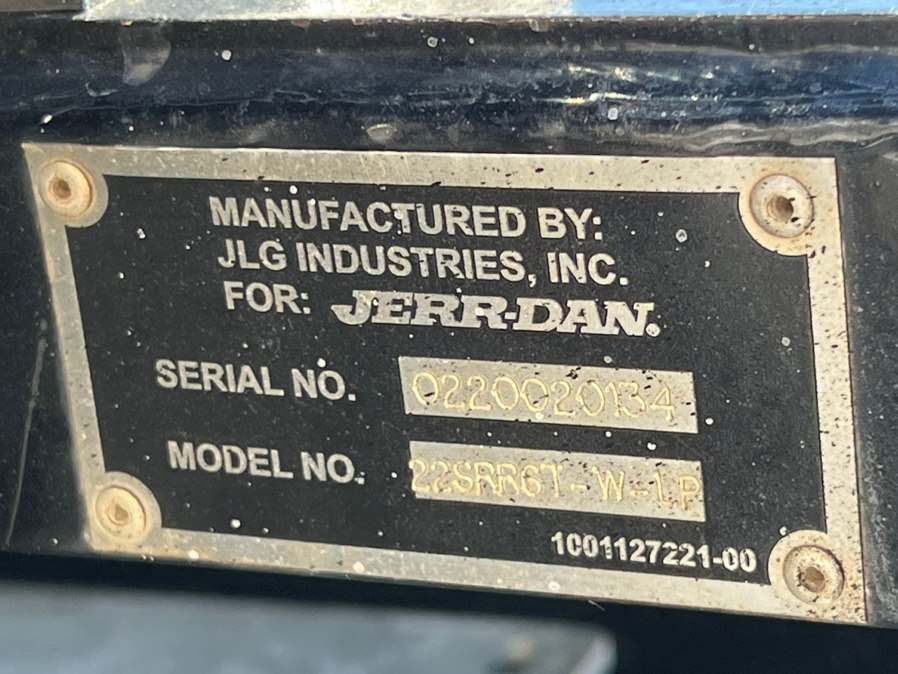 MANUFACTURED BY:
JLG INDUSTRIES, INC.
FOR: JERR-DAN®
SERIAL NO. 0220020134
MODEL NO. 22SRR6T-W-LP
1001127221-00